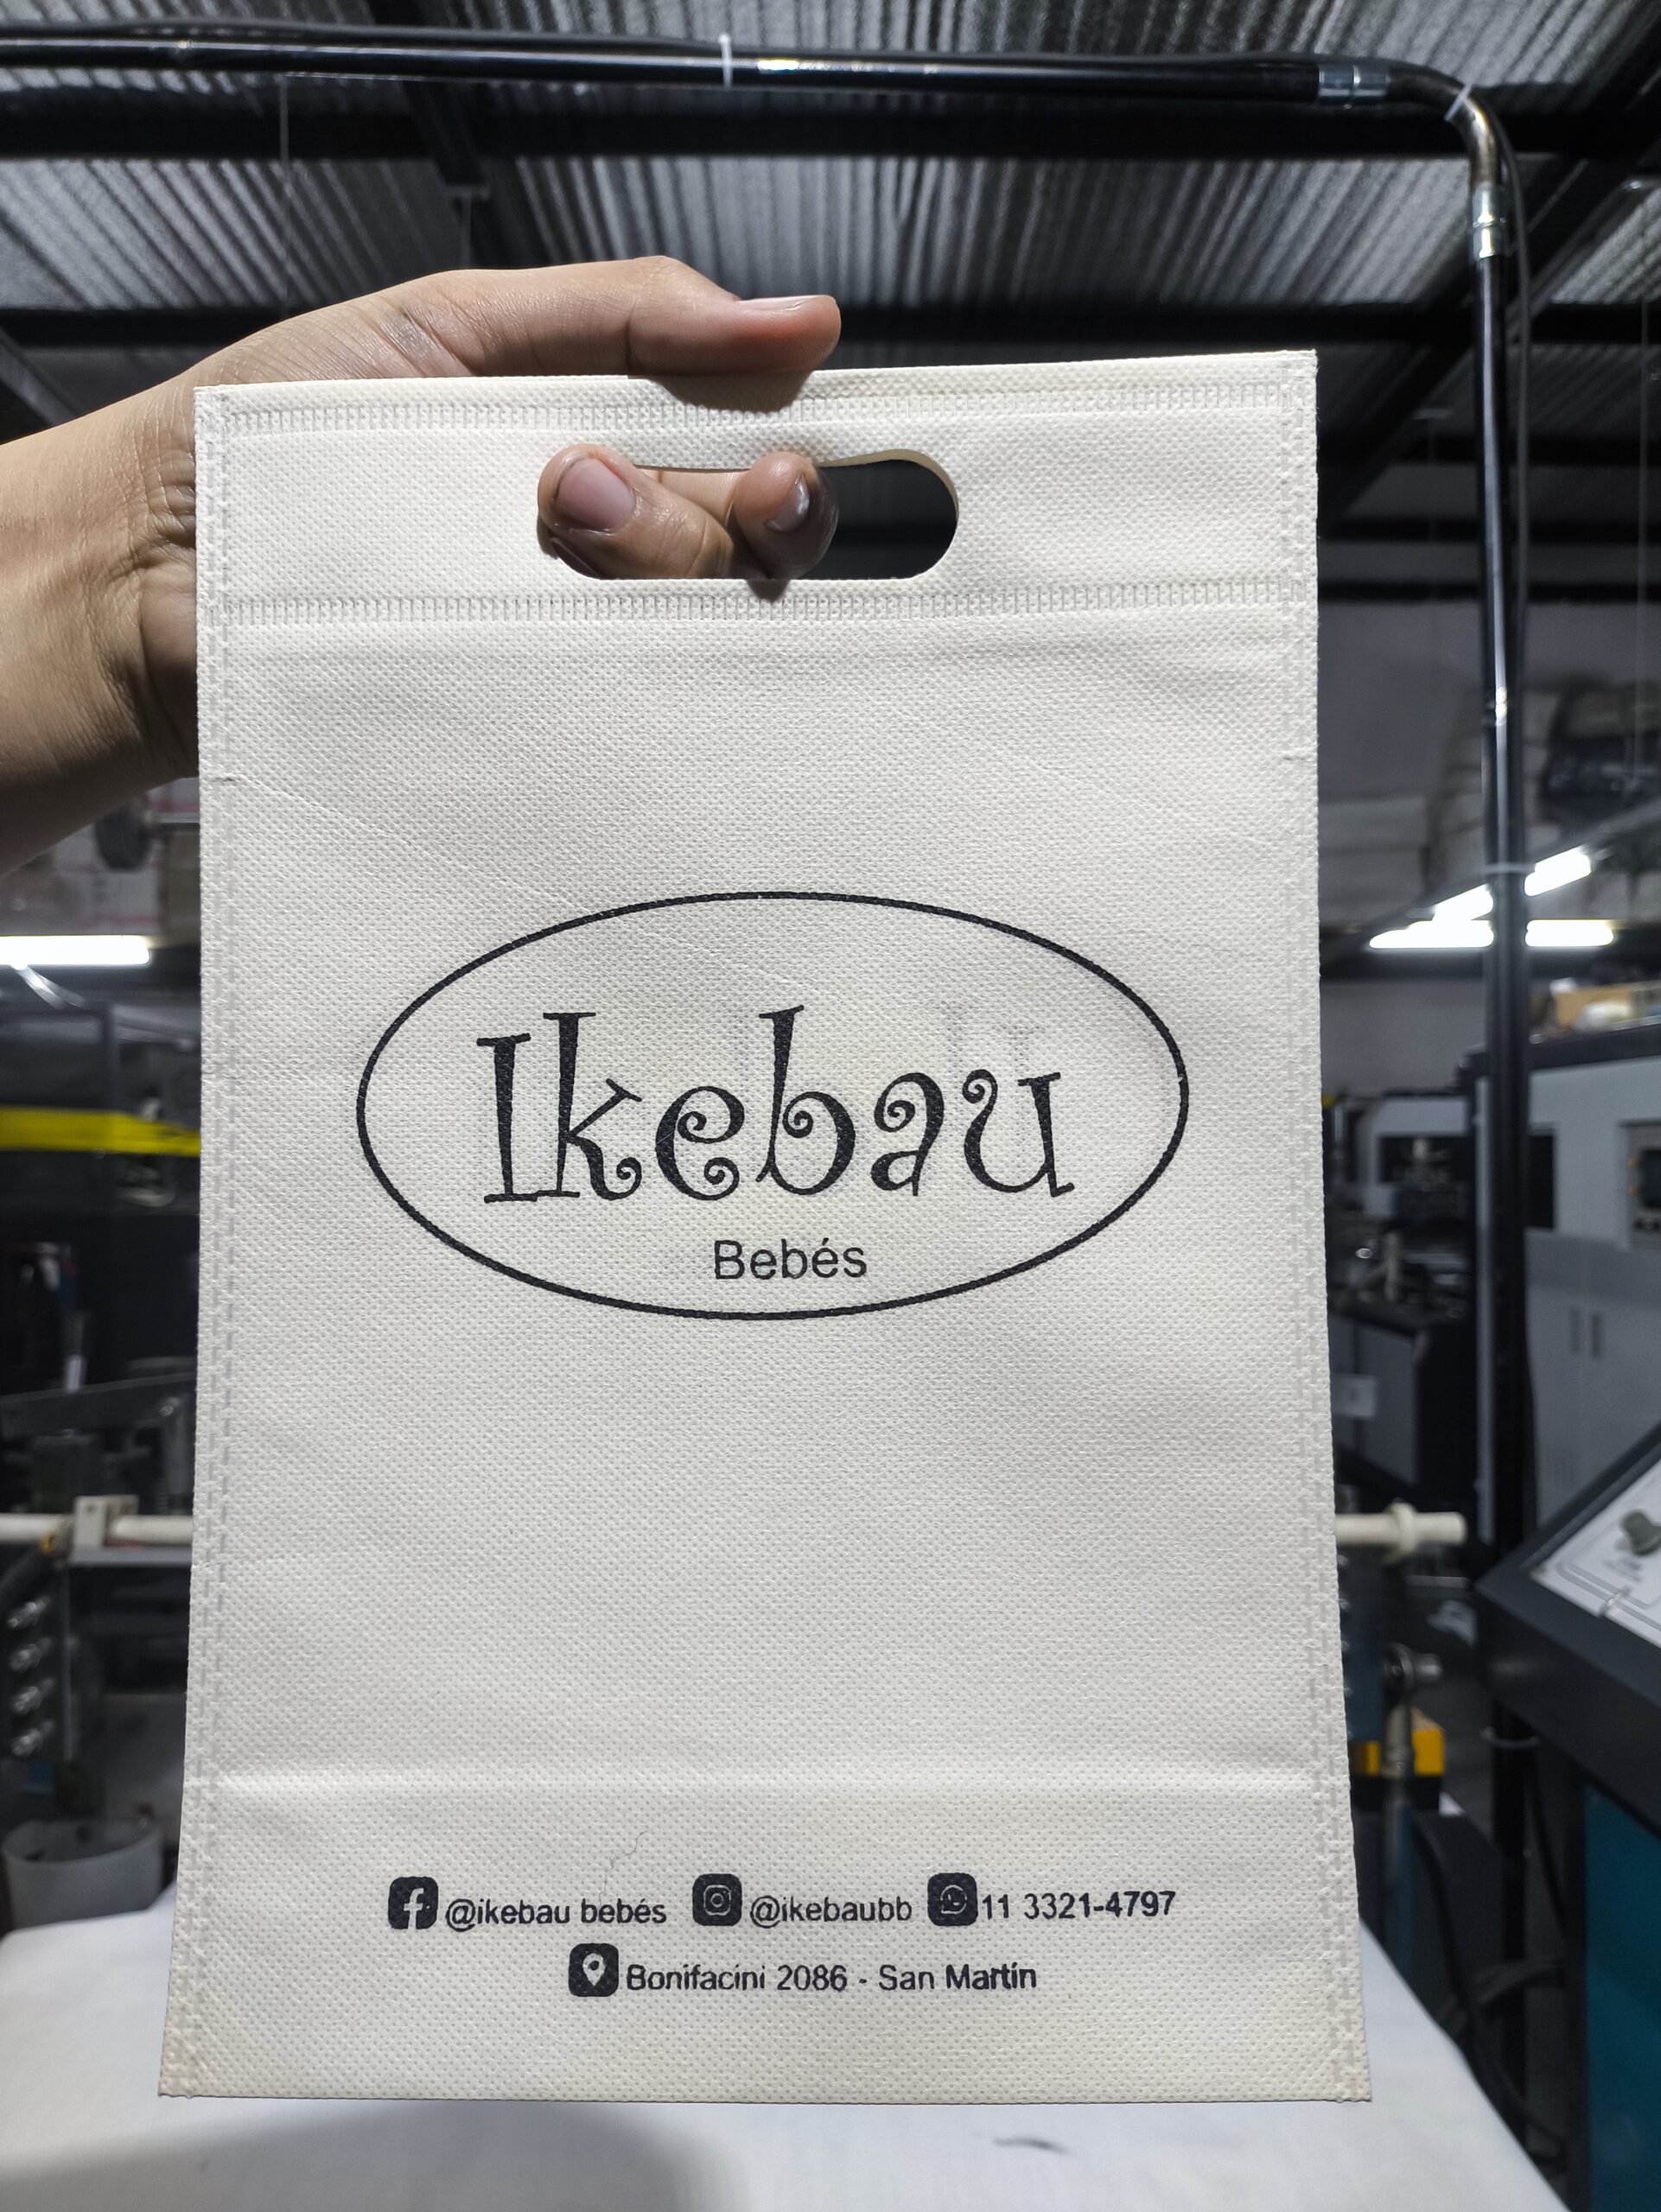 Ikebau
Bebés
@ikebau bebés @ikebaubb 11 3321-4797
Bonifacini 2086 - San Martín